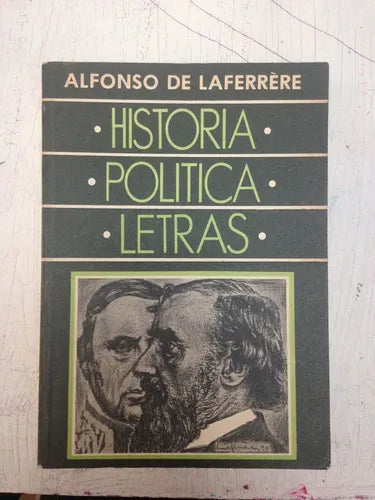 ALFONSO DE LAFERRÈRE
· HISTORIA ·
· POLITICA ·
· LETRAS ·